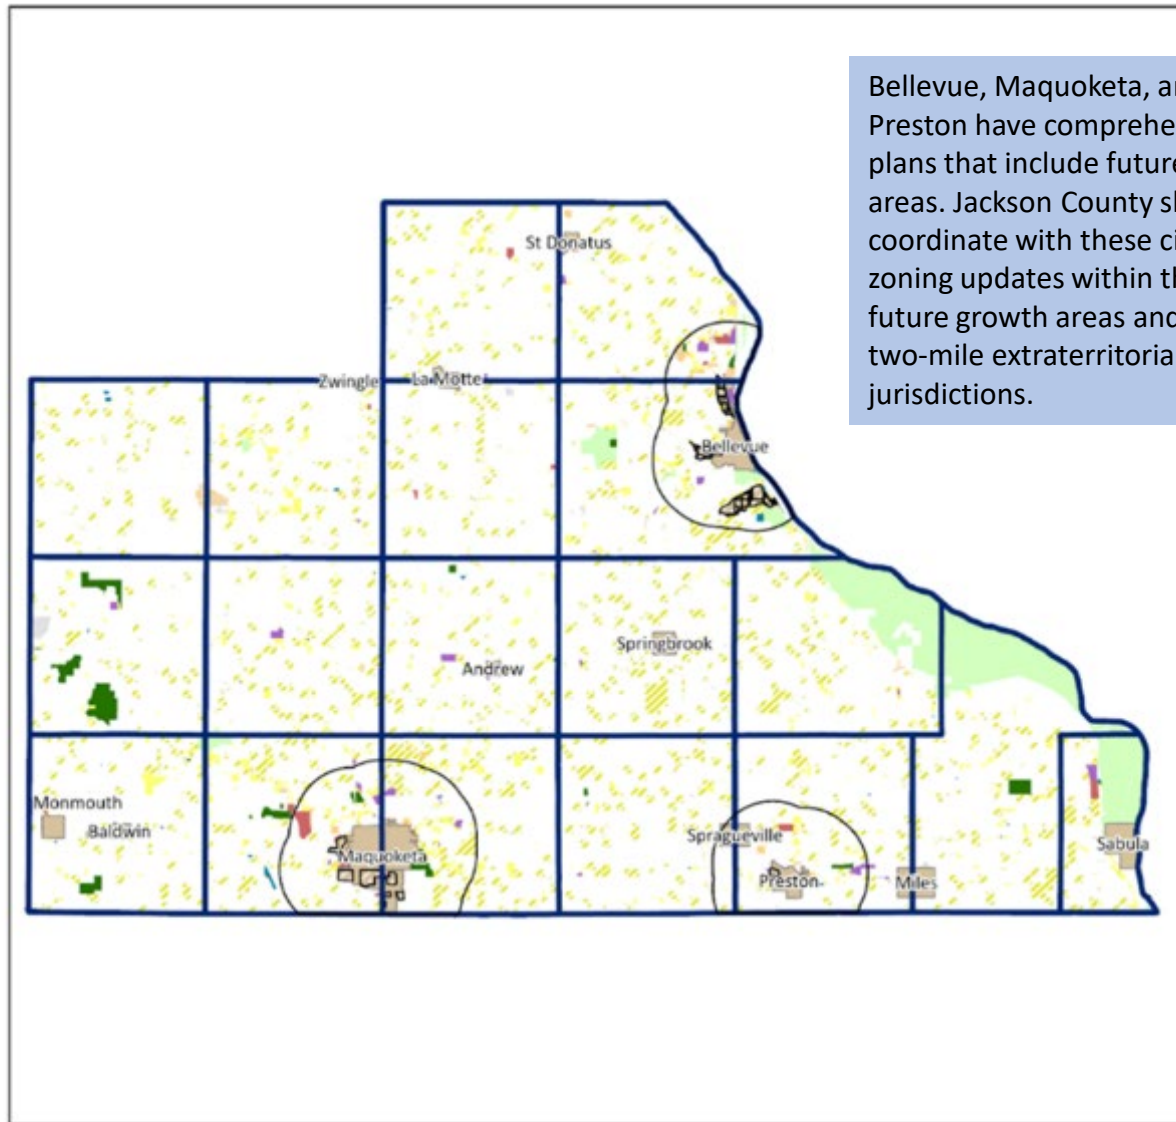 Bellevue, Maquoketa, a
Preston have comprehe
plans that include future
areas. Jackson County s
coordinate with these ci
zoning updates within t
future growth areas and
two-mile extraterritoria
jurisdictions.
St Donatus
Zwingle
La Motte
Bellevue
Springbrook
Andrew
Monmouth
Baldwin
Maquoketa
Spragueville
Preston
Miles
Sabula